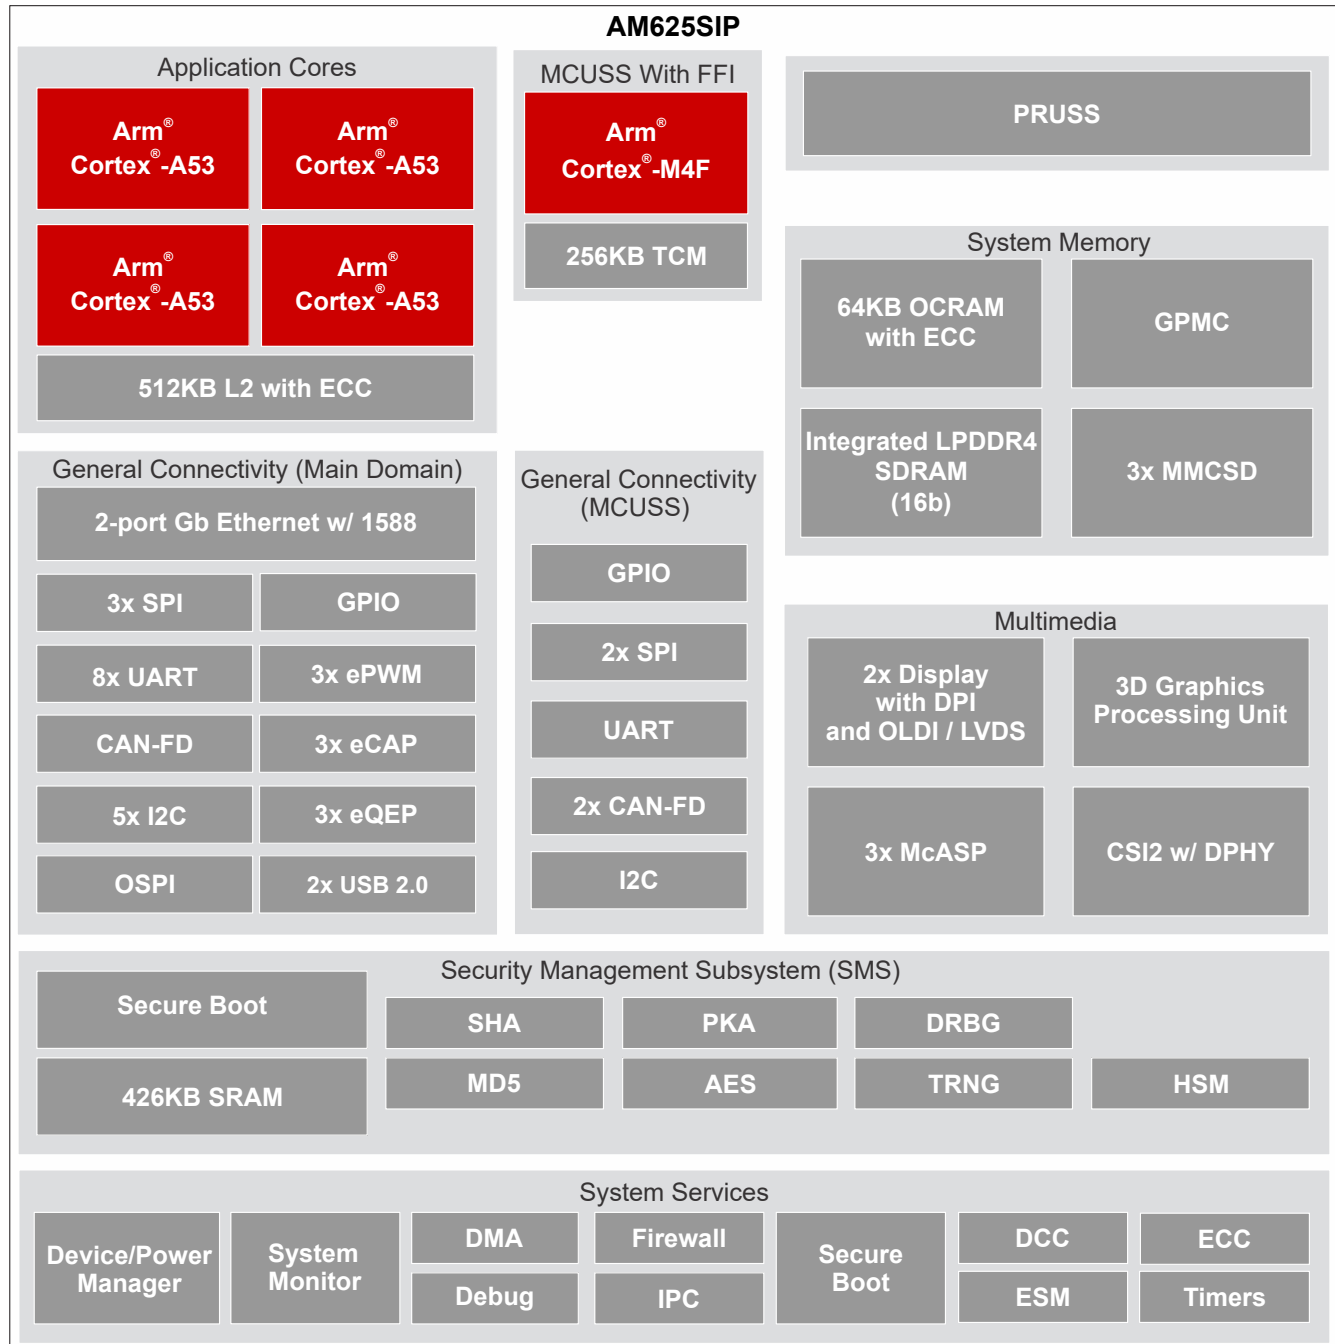 AM625SIP
Application Cores
Arm®
Cortex®-A53
Arm®
Cortex®-A53
Arm®
Cortex®-A53
Arm®
Cortex®-A53
512KB L2 with ECC
MCUSS With FFI
Arm®
Cortex®-M4F
256KB TCM
PRUSS
System Memory
64KB OCRAM
with ECC
GPMC
Integrated LPDDR4
SDRAM
(16b)
3x MMCSD
General Connectivity (Main Domain)
2-port Gb Ethernet w/ 1588
3x SPI
GPIO
8x UART
3x ePWM
CAN-FD
3x eCAP
5x I2C
3x eQEP
OSPI
2x USB 2.0
General Connectivity
(MCUSS)
GPIO
2x SPI
UART
2x CAN-FD
I2C
Multimedia
2x Display
with DPI
and OLDI / LVDS
3D Graphics
Processing Unit
3x McASP
CSI2 w/ DPHY
Security Management Subsystem (SMS)
Secure Boot
SHA
PKA
DRBG
426KB SRAM
MD5
AES
TRNG
HSM
System Services
Device/Power
Manager
System
Monitor
DMA
Debug
Firewall
IPC
Secure
Boot
DCC
ESM
ECC
Timers